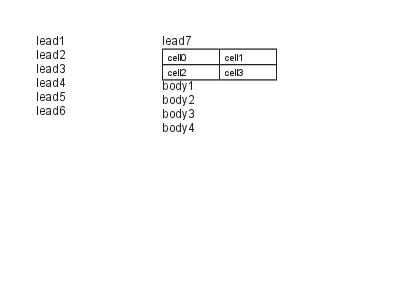 lead1
lead2
lead3
lead4
lead5
lead6
lead7
cell0 cell1
cell2 cell3
body1
body2
body3
body4